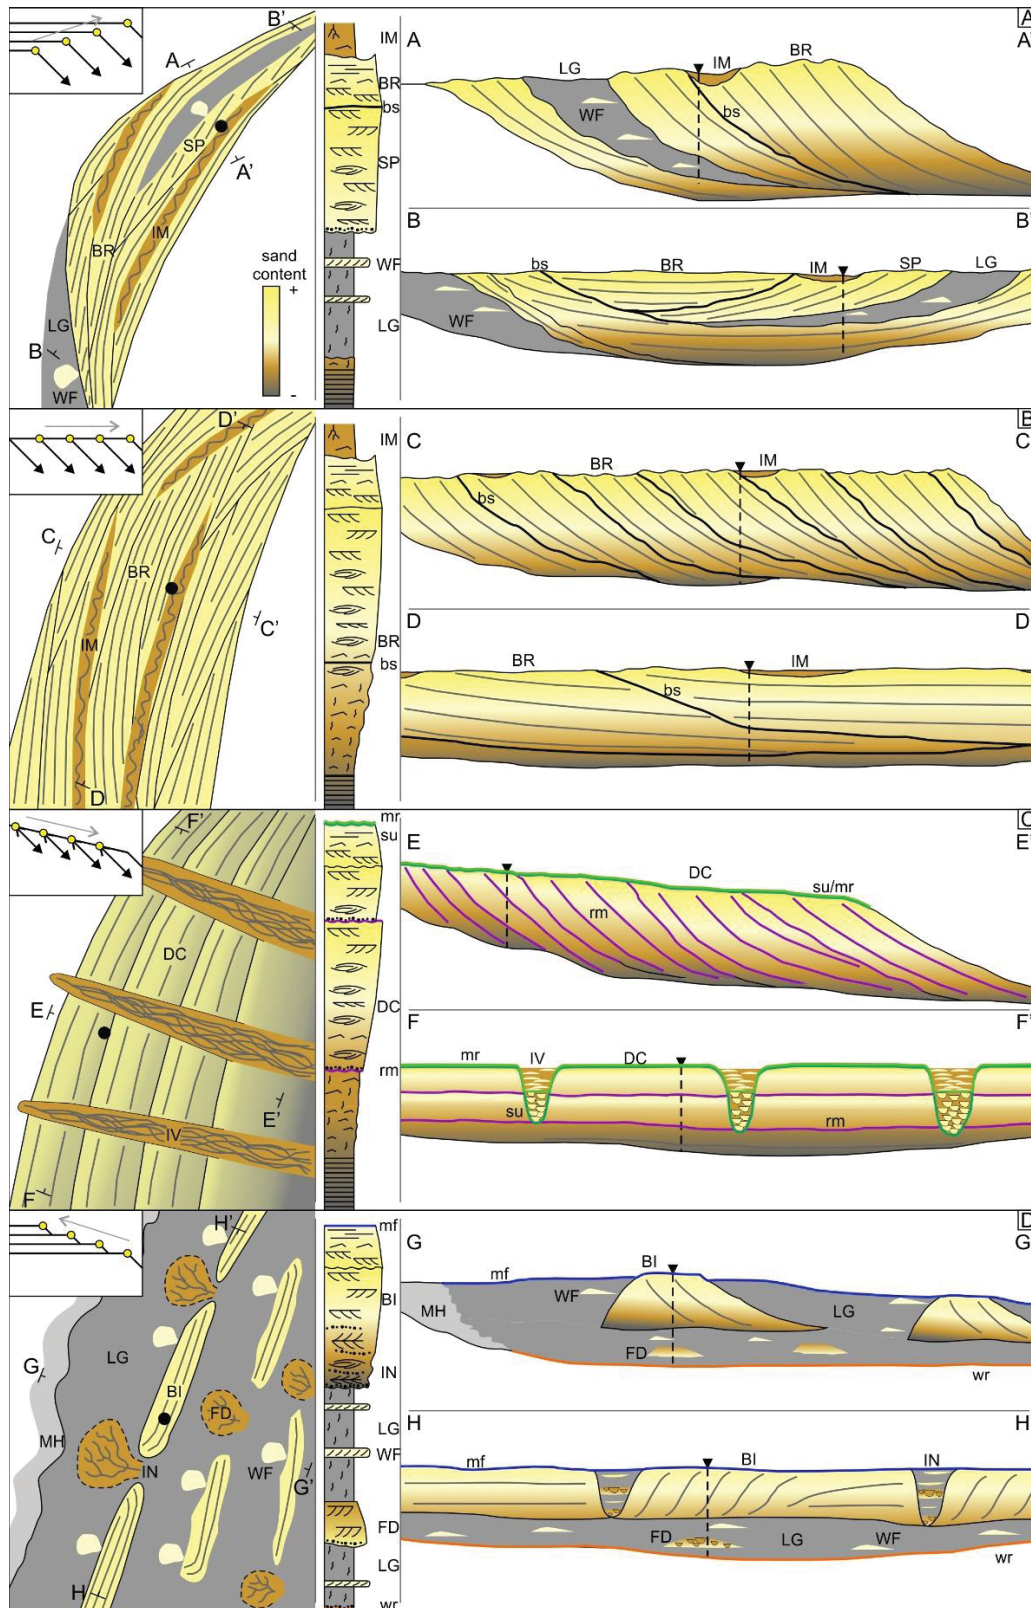 A
B'
A
SP
A'
BR
IM
LG
B
WF
sand
content
+
-
IM
BR
bs
SP
WF
LG
A
A'
LG
WF
IM
BR
bs
B
B'
bs
BR
IM
SP
LG
WF
B
D'
C
BR
IM
C'
D
IM
BR
bs
C
C'
BR
IM
bs
D
D'
BR
IM
bs
C
F'
DC
E
E'
IV
F
mr
su
DC
rm
E
E'
DC
su/mr
rm
F
F'
mr
IV
DC
su
rm
D
H'
LG
G
BI
MH
FD
IN
WF
G'
H
mf
BI
IN
LG
WF
FD
LG
wr
G
G'
BI
mf
WF
MH
LG
FD
wr
H
H'
mf
BI
IN
FD
LG
WF
wr